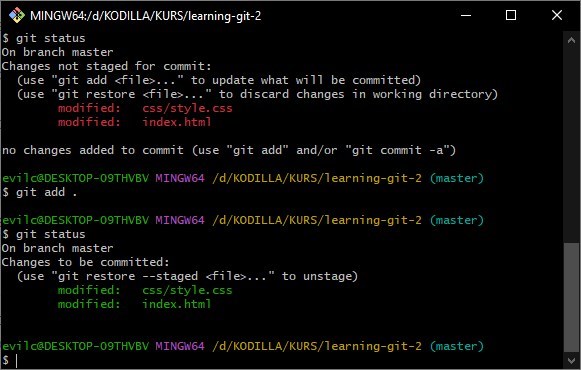 MINGW64:/d/KODILLA/KURS/learning-git-2
$ git status
On branch master
Changes not staged for commit:
  (use "git add <file>..." to update what will be committed)
  (use "git restore <file>..." to discard changes in working directory)
        modified:   css/style.css
        modified:   index.html
no changes added to commit (use "git add" and/or "git commit -a")
evilc@DESKTOP-O9THVBV MINGW64 /d/KODILLA/KURS/learning-git-2 (master)
$ git add .
evilc@DESKTOP-O9THVBV MINGW64 /d/KODILLA/KURS/learning-git-2 (master)
$ git status
On branch master
Changes to be committed:
  (use "git restore --staged <file>..." to unstage)
        modified:   css/style.css
        modified:   index.html
evilc@DESKTOP-O9THVBV MINGW64 /d/KODILLA/KURS/learning-git-2 (master)
$